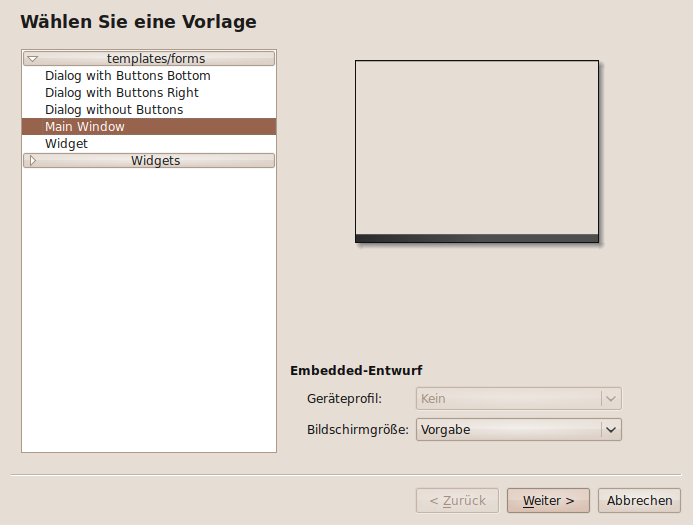 Wählen Sie eine Vorlage
templates/forms
Dialog with Buttons Bottom
Dialog with Buttons Right
Dialog without Buttons
Main Window
Widget
Widgets
Embedded-Entwurf
Geräteprofil: Kein
Bildschirmgröße: Vorgabe
< Zurück Weiter > Abbrechen